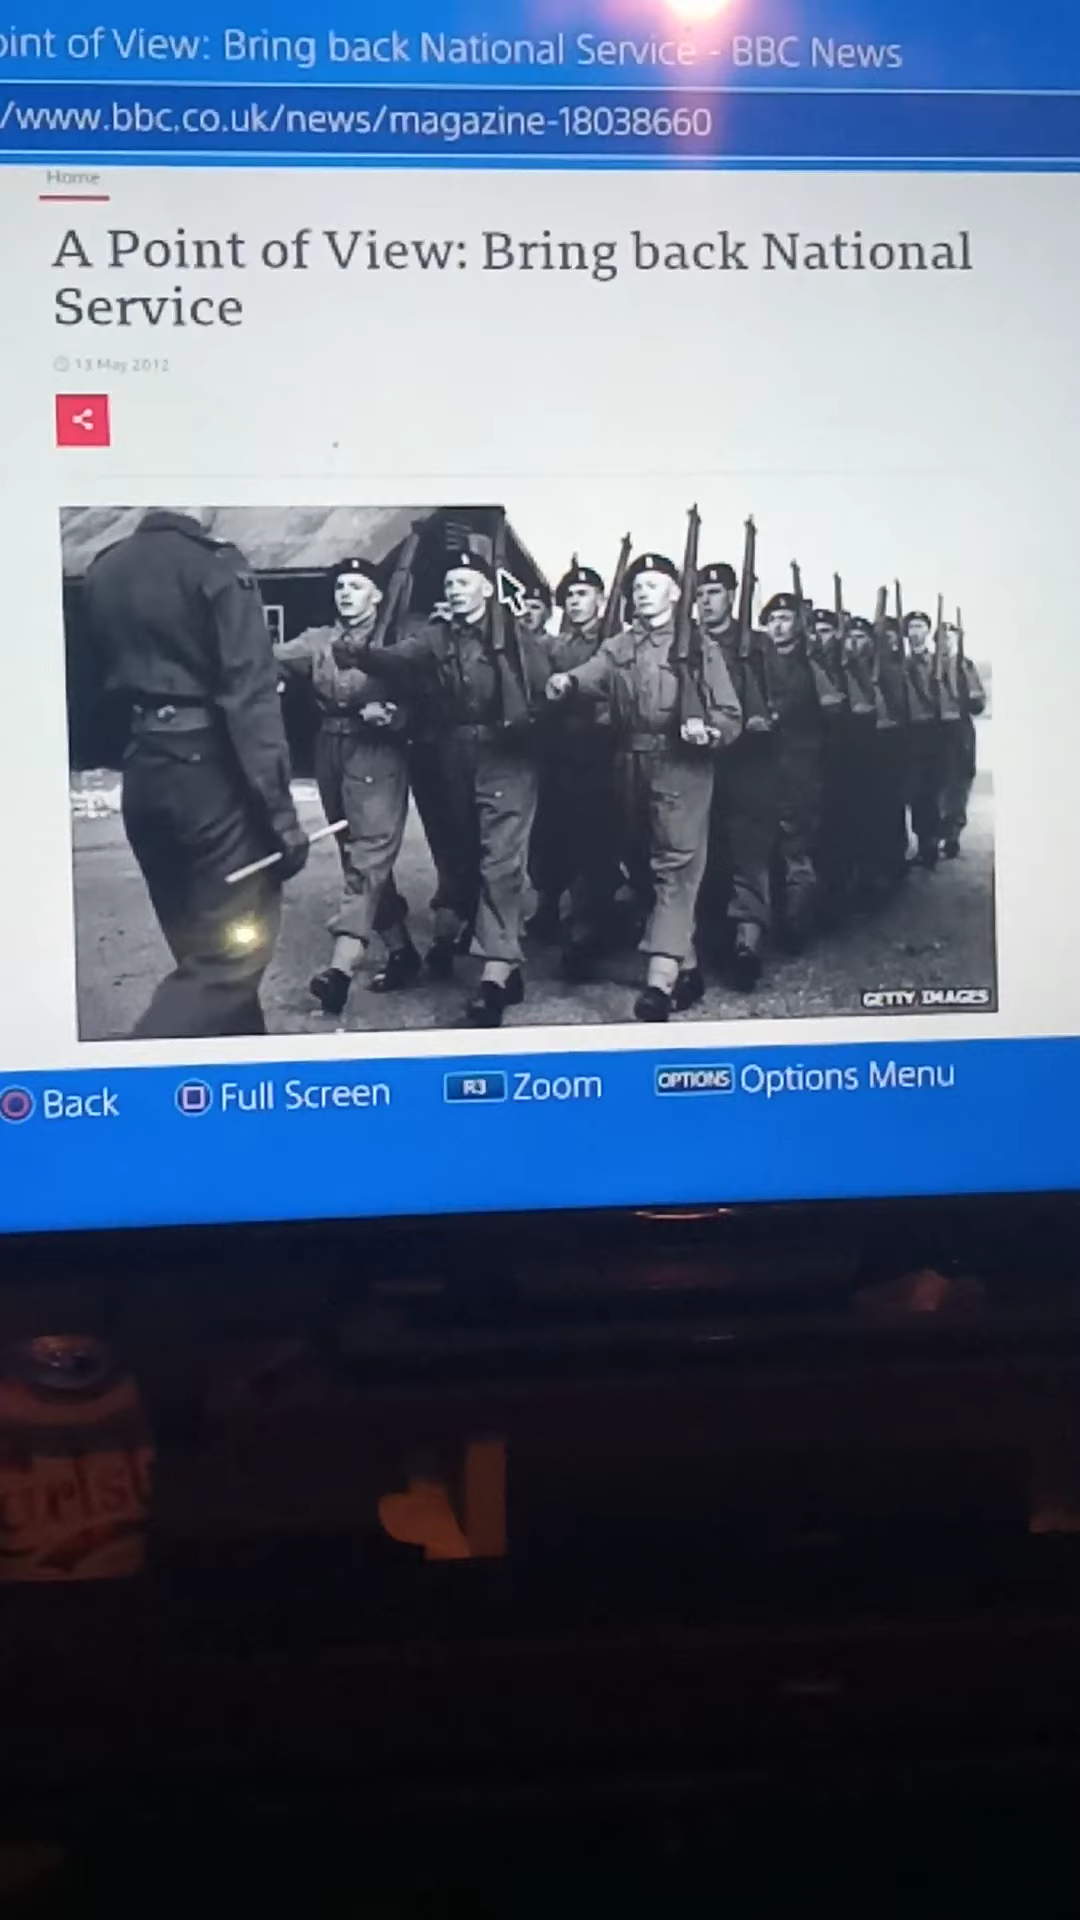 oint of View: Bring back National Service - BBC News
/www.bbc.co.uk/news/magazine-18038660
Home
A Point of View: Bring back National
Service
13 May 2012
GETTY IMAGES
Back
Full Screen
R3 Zoom
OPTIONS Options Menu
arlsb